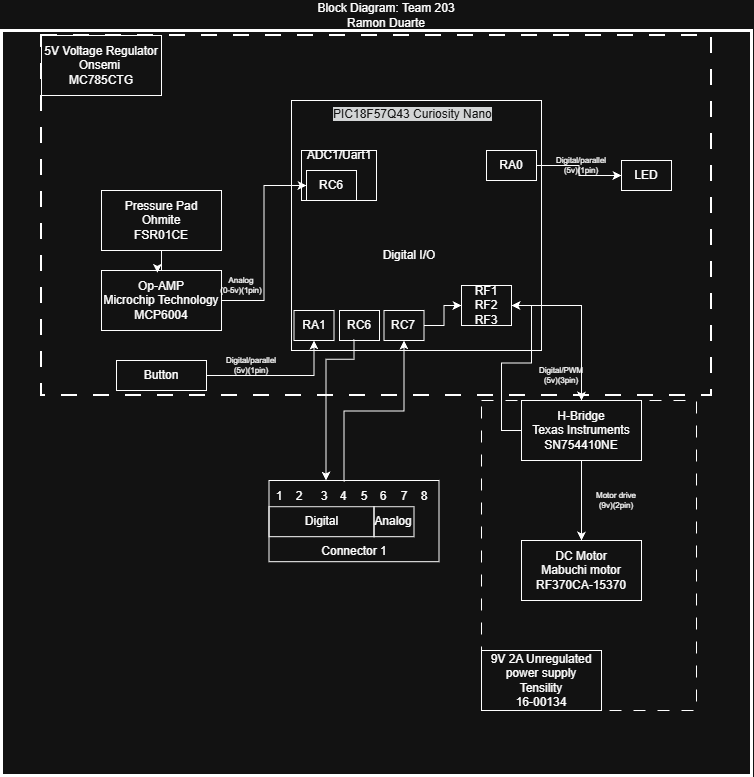 Block Diagram: Team 203
Ramon Duarte
5V Voltage Regulator
Onsemi
MC785CTG
PIC18F57Q43 Curiosity Nano
ADC1/Uart1
RC6
RA0
Digital/parallel
(5v)(1pin)
LED
Pressure Pad
Ohmite
FSR01CE
Digital I/O
Op-AMP
Microchip Technology
MCP6004
Analog
(0-5v)(1pin)
RF1
RF2
RF3
RA1
RC6
RC7
Button
Digital/parallel
(5v)(1pin)
Digital/PWM
(5v)(3pin)
H-Bridge
Texas Instruments
SN754410NE
1 2 3 4 5 6 7 8
Digital
Analog
Connector 1
Motor drive
(9v)(2pin)
DC Motor
Mabuchi motor
RF370CA-15370
9V 2A Unregulated
power supply
Tensility
16-00134